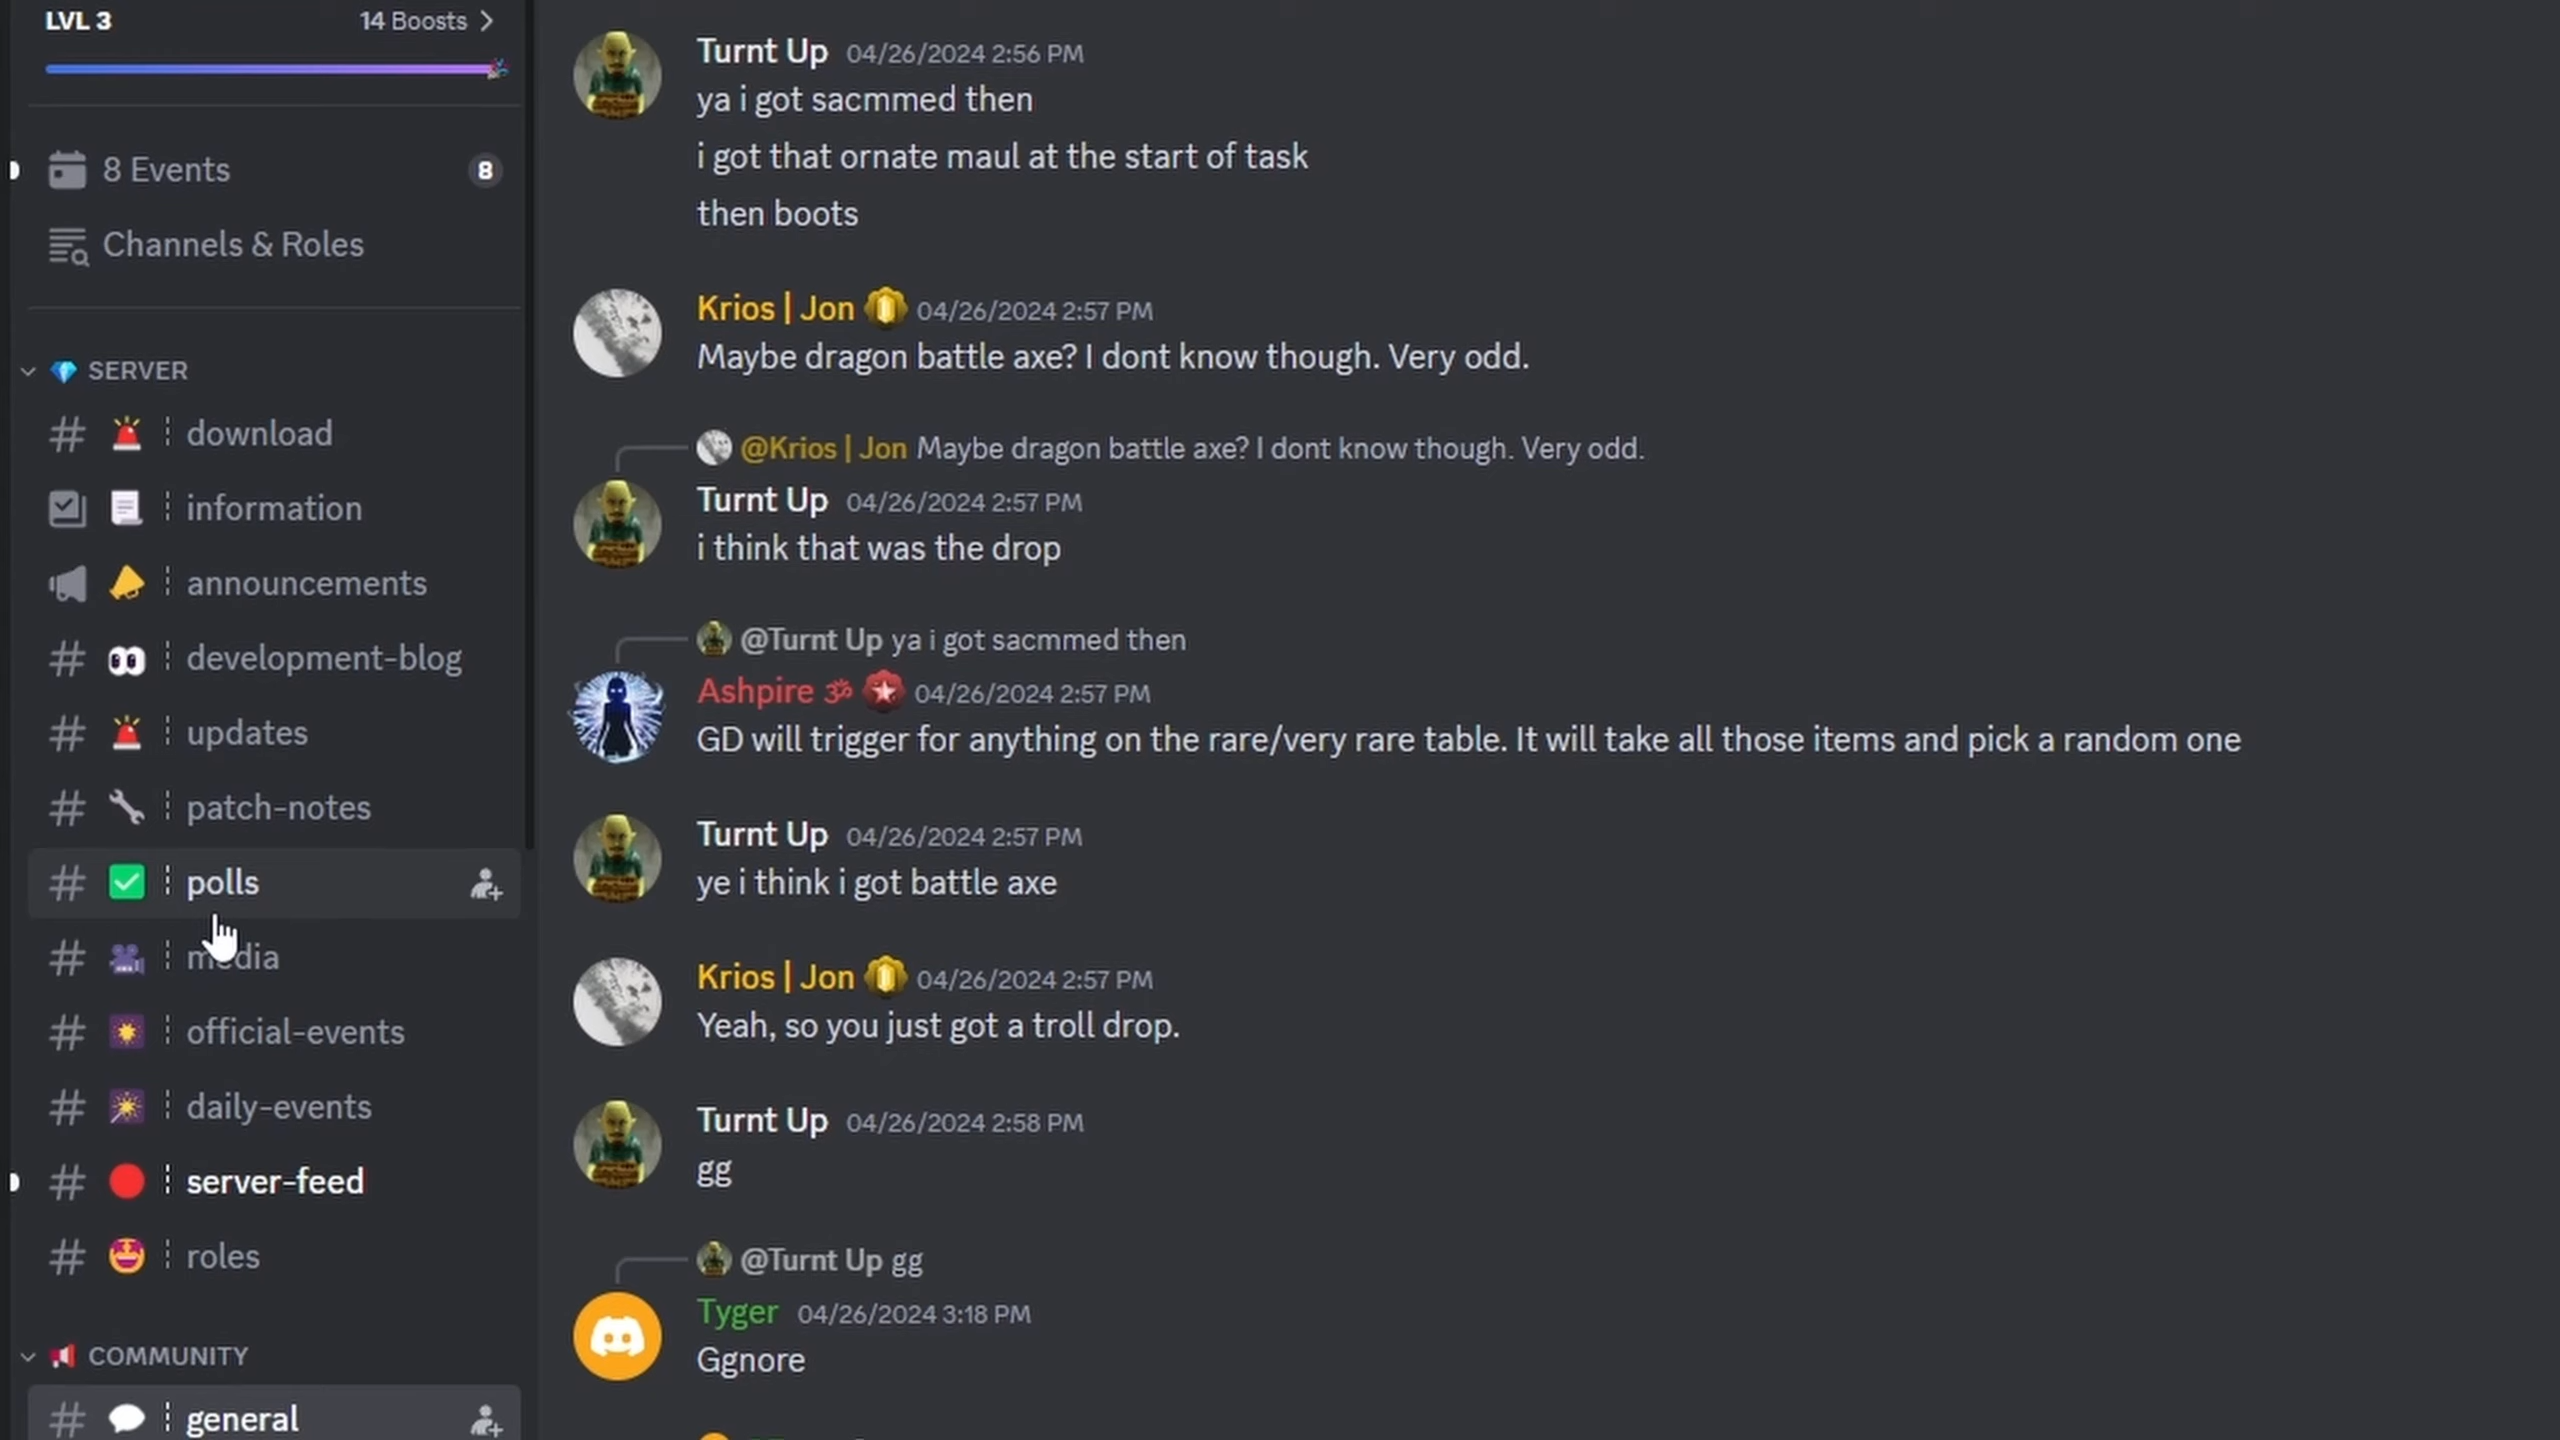 LVL 3
14 Boosts
8 Events
8
Channels & Roles
SERVER
download
information
announcements
development-blog
updates
patch-notes
polls
media
official-events
daily-events
server-feed
roles
COMMUNITY
general
Turnt Up 04/26/2024 2:56 PM
ya i got sacmmed then
i got that ornate maul at the start of task
then boots
Krios | Jon 04/26/2024 2:57 PM
Maybe dragon battle axe? I dont know though. Very odd.
@Krios | Jon Maybe dragon battle axe? I dont know though. Very odd.
Turnt Up 04/26/2024 2:57 PM
i think that was the drop
@Turnt Up ya i got sacmmed then
Ashpire ૐ 04/26/2024 2:57 PM
GD will trigger for anything on the rare/very rare table. It will take all those items and pick a random one
Turnt Up 04/26/2024 2:57 PM
ye i think i got battle axe
Krios | Jon 04/26/2024 2:57 PM
Yeah, so you just got a troll drop.
Turnt Up 04/26/2024 2:58 PM
gg
@Turnt Up gg
Tyger 04/26/2024 3:18 PM
Ggnore